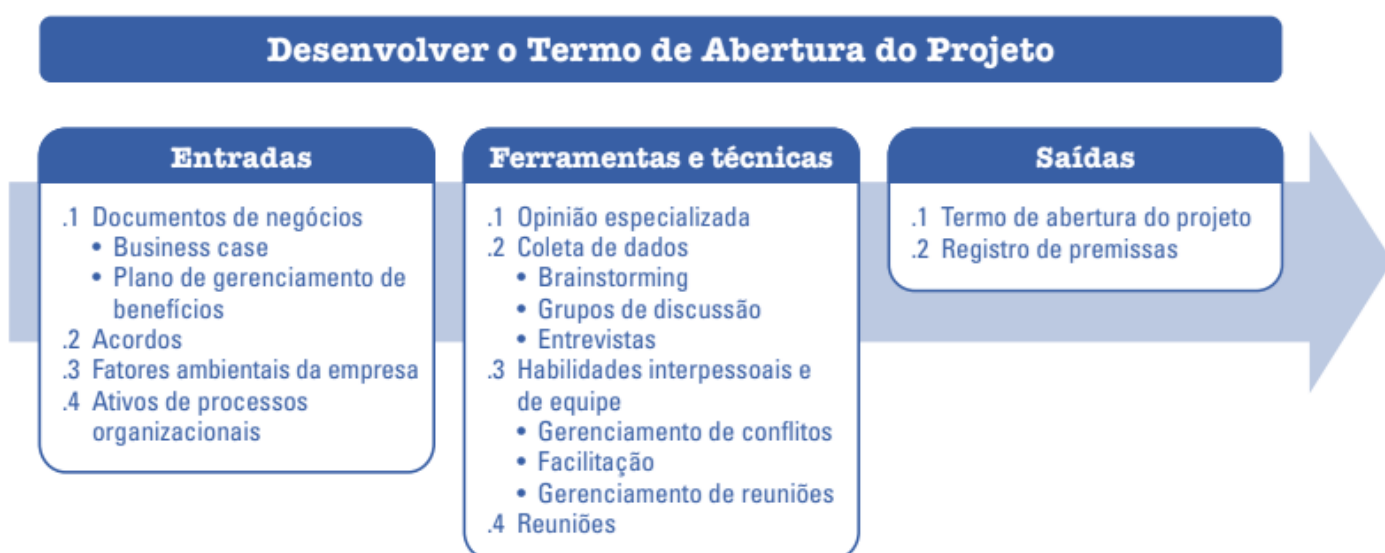 Desenvolver o Termo de Abertura do Projeto
Entradas
.1 Documentos de negócios
• Business case
• Plano de gerenciamento de
benefícios
.2 Acordos
.3 Fatores ambientais da empresa
.4 Ativos de processos
organizacionais
Ferramentas e técnicas
.1 Opinião especializada
.2 Coleta de dados
• Brainstorming
• Grupos de discussão
• Entrevistas
.3 Habilidades interpessoais e
de equipe
• Gerenciamento de conflitos
• Facilitação
• Gerenciamento de reuniões
.4 Reuniões
Saídas
.1 Termo de abertura do projeto
.2 Registro de premissas